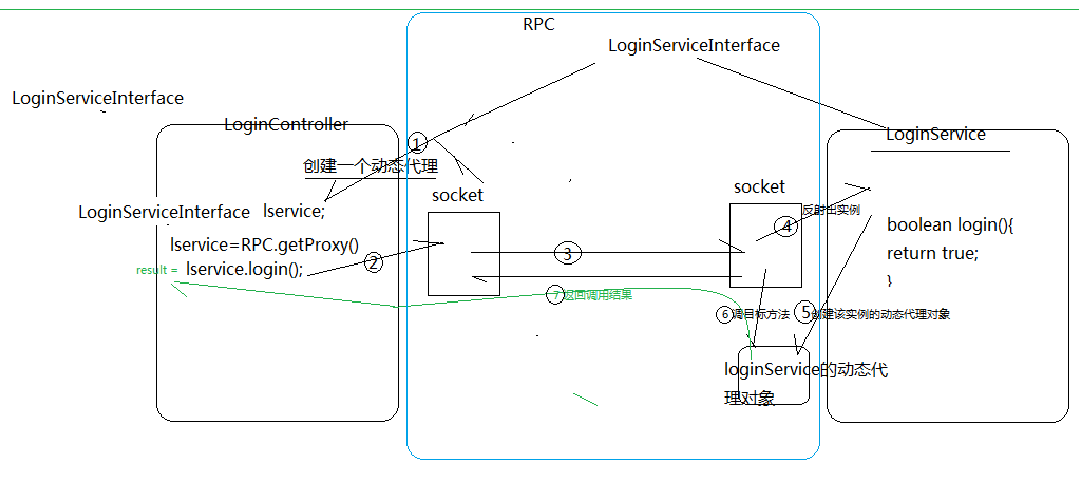 RPC
LoginServiceInterface
LoginServiceInterface
LoginController
LoginService
①
创建一个动态代理
socket
socket
LoginServiceInterface lservice;
④
反射出实例
boolean login(){
return true;
}
lservice=RPC.getProxy()
②
③
result = lservice.login();
⑦返回调用结果
⑥调目标方法
⑤创建该实例的动态代理对象
loginService的动态代
理对象